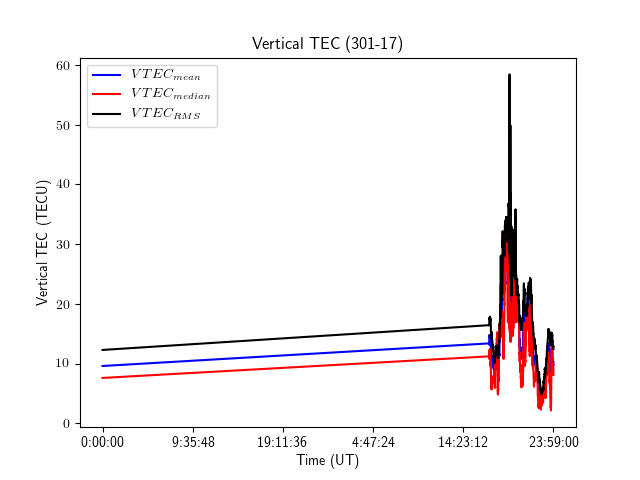 Vertical TEC (301-17)
VTEC_mean
VTEC_median
VTEC_RMS
60
50
40
30
20
10
0
Vertical TEC (TECU)
0:00:00 9:35:48 19:11:36 4:47:24 14:23:12 23:59:00
Time (UT)